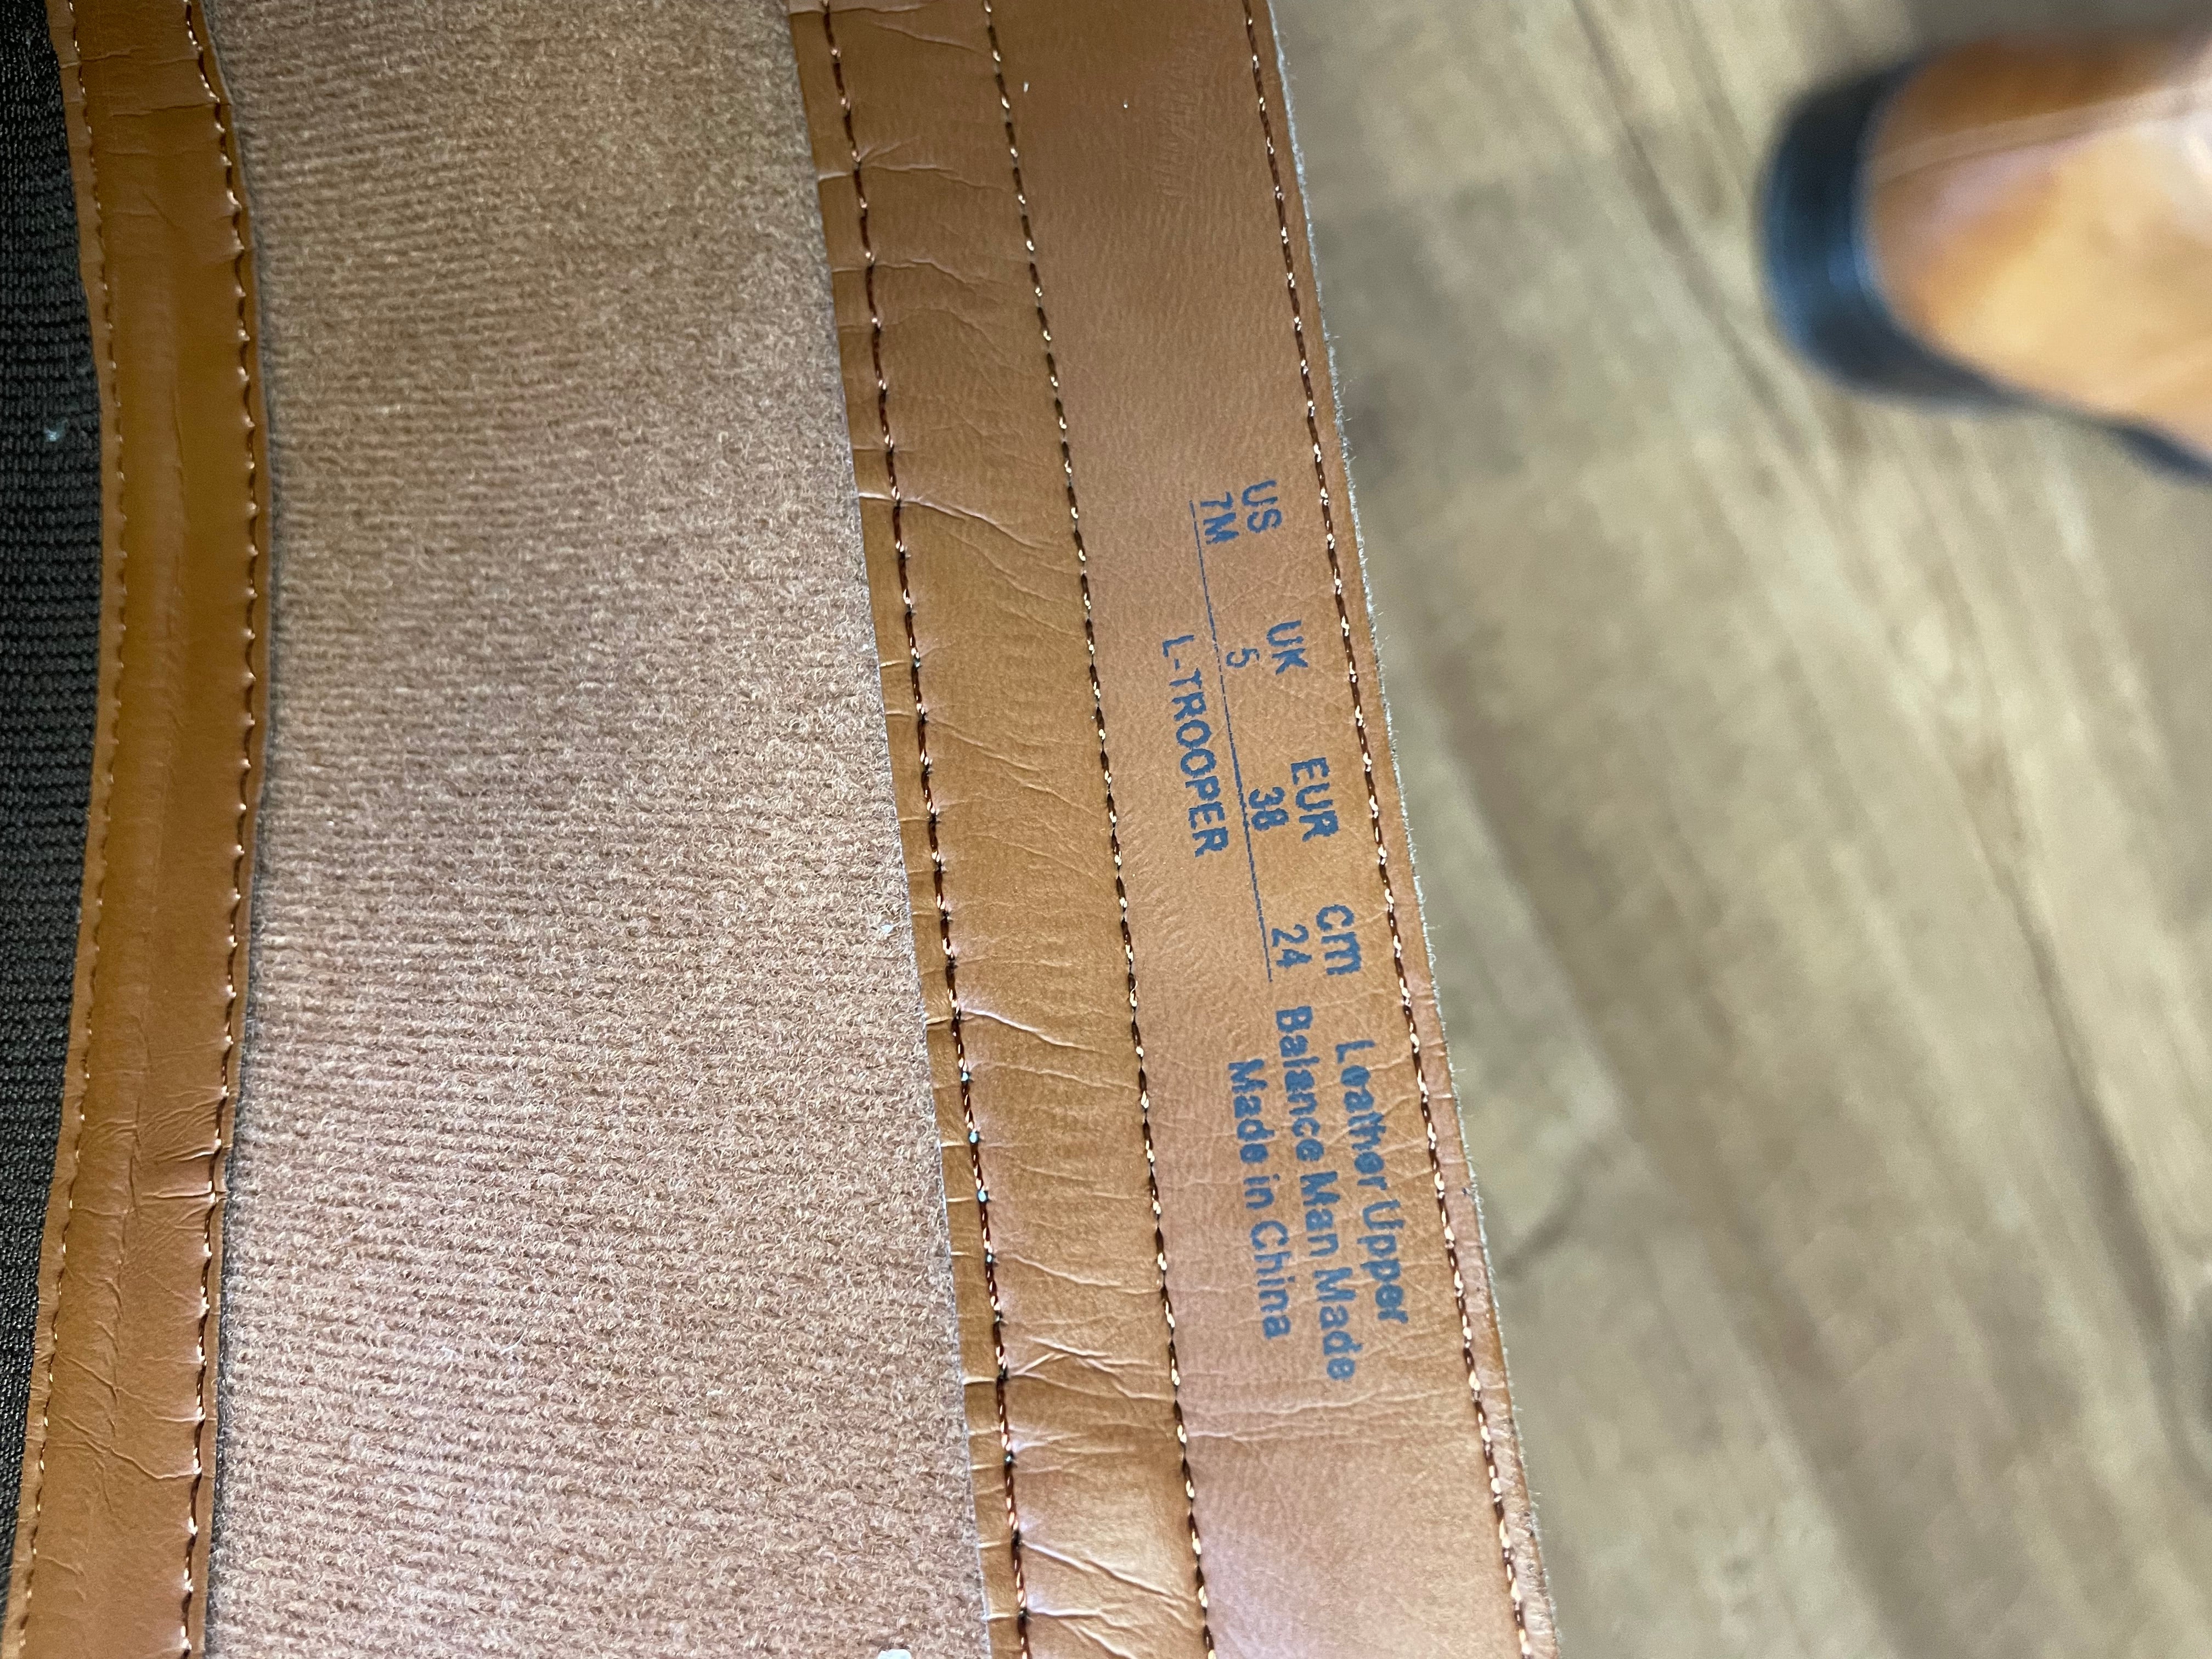 US UK EUR Cm
7M 5 38 24
L-TROOPER
Leather Upper
Balance Man Made
Made in China